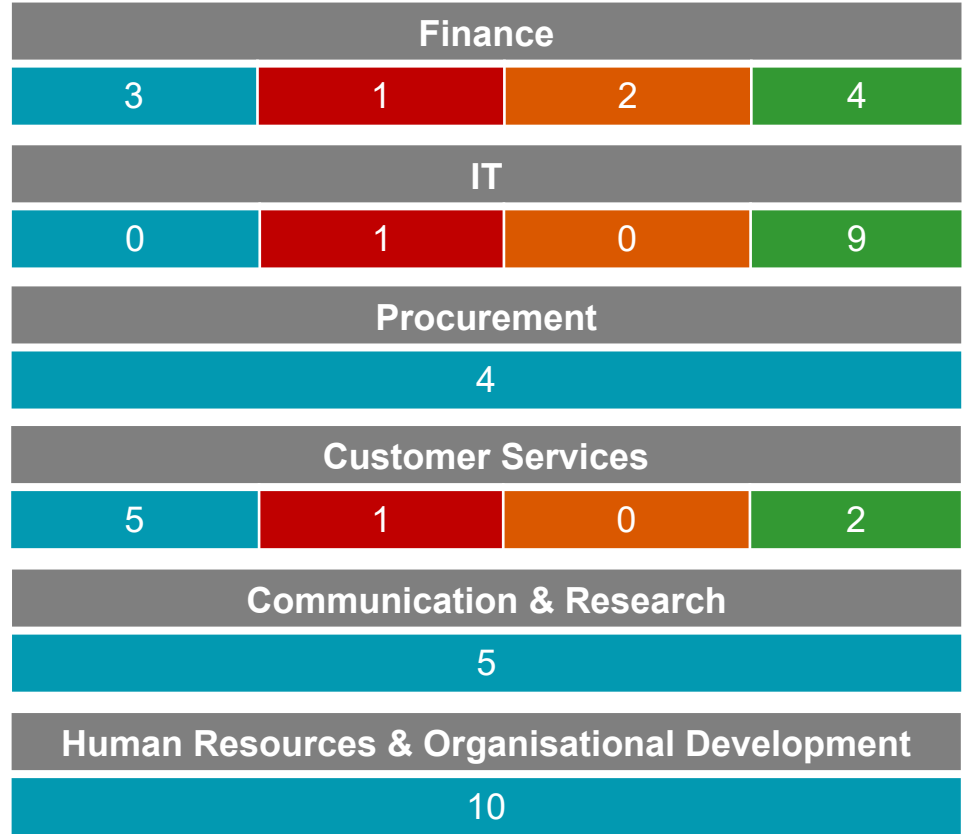 Finance
3 1 2 4
IT
0 1 0 9
Procurement
4
Customer Services
5 1 0 2
Communication & Research
5
Human Resources & Organisational Development
10